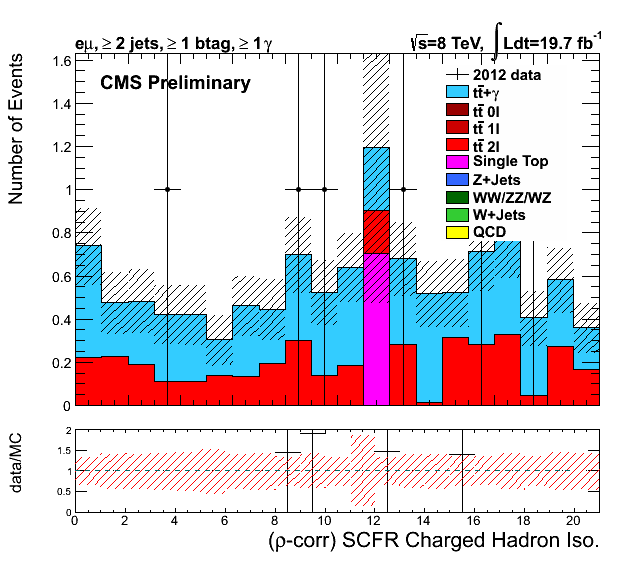 eμ, ≥ 2 jets, ≥ 1 btag, ≥ 1 γ
√s=8 TeV, ∫ Ldt=19.7 fb⁻¹
CMS Preliminary
2012 data
tt̄+γ
tt̄ 0l
tt̄ 1l
tt̄ 2l
Single Top
Z+Jets
WW/ZZ/WZ
W+Jets
QCD
Number of Events
1.6
1.4
1.2
1
0.8
0.6
0.4
0.2
0
data/MC
2
1.5
1
0.5
0
0 2 4 6 8 10 12 14 16 18 20
(ρ-corr) SCFR Charged Hadron Iso.